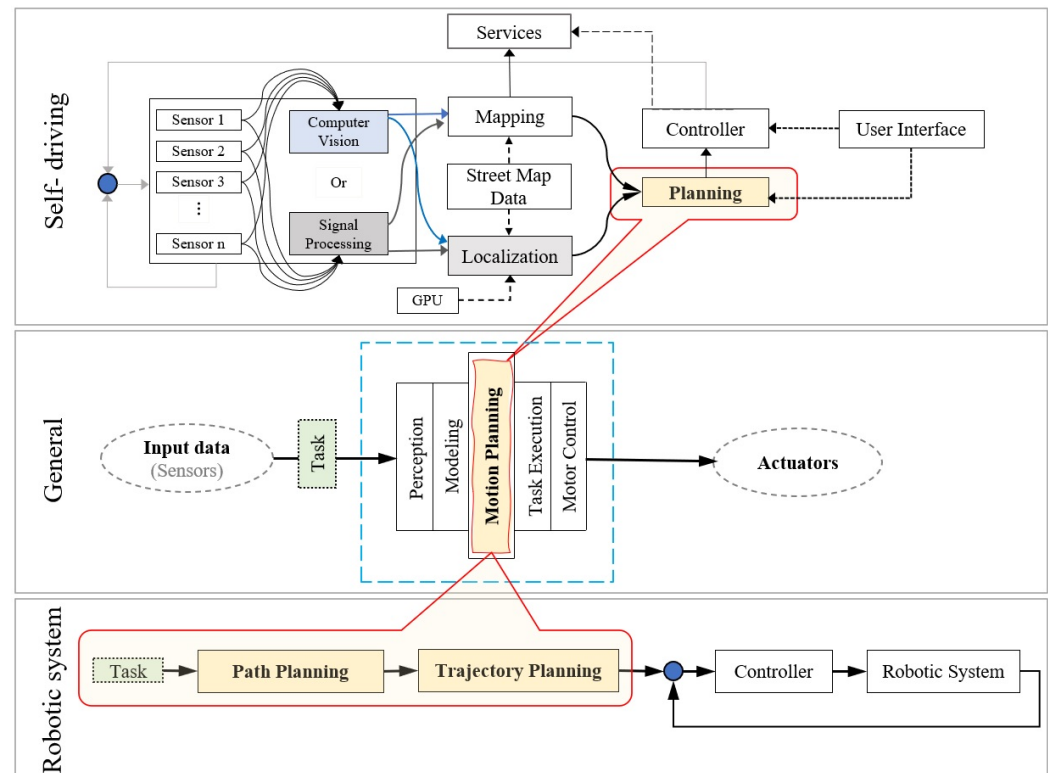 Self- driving
Services
Sensor 1
Sensor 2
Sensor 3
⋮
Sensor n
Computer
Vision
Or
Signal
Processing
Mapping
Street Map
Data
Localization
GPU
Controller
User Interface
Planning
General
Input data
(Sensors)
Task
Perception
Modeling
Motion Planning
Task Execution
Motor Control
Actuators
Robotic system
Task
Path Planning
Trajectory Planning
Controller
Robotic System